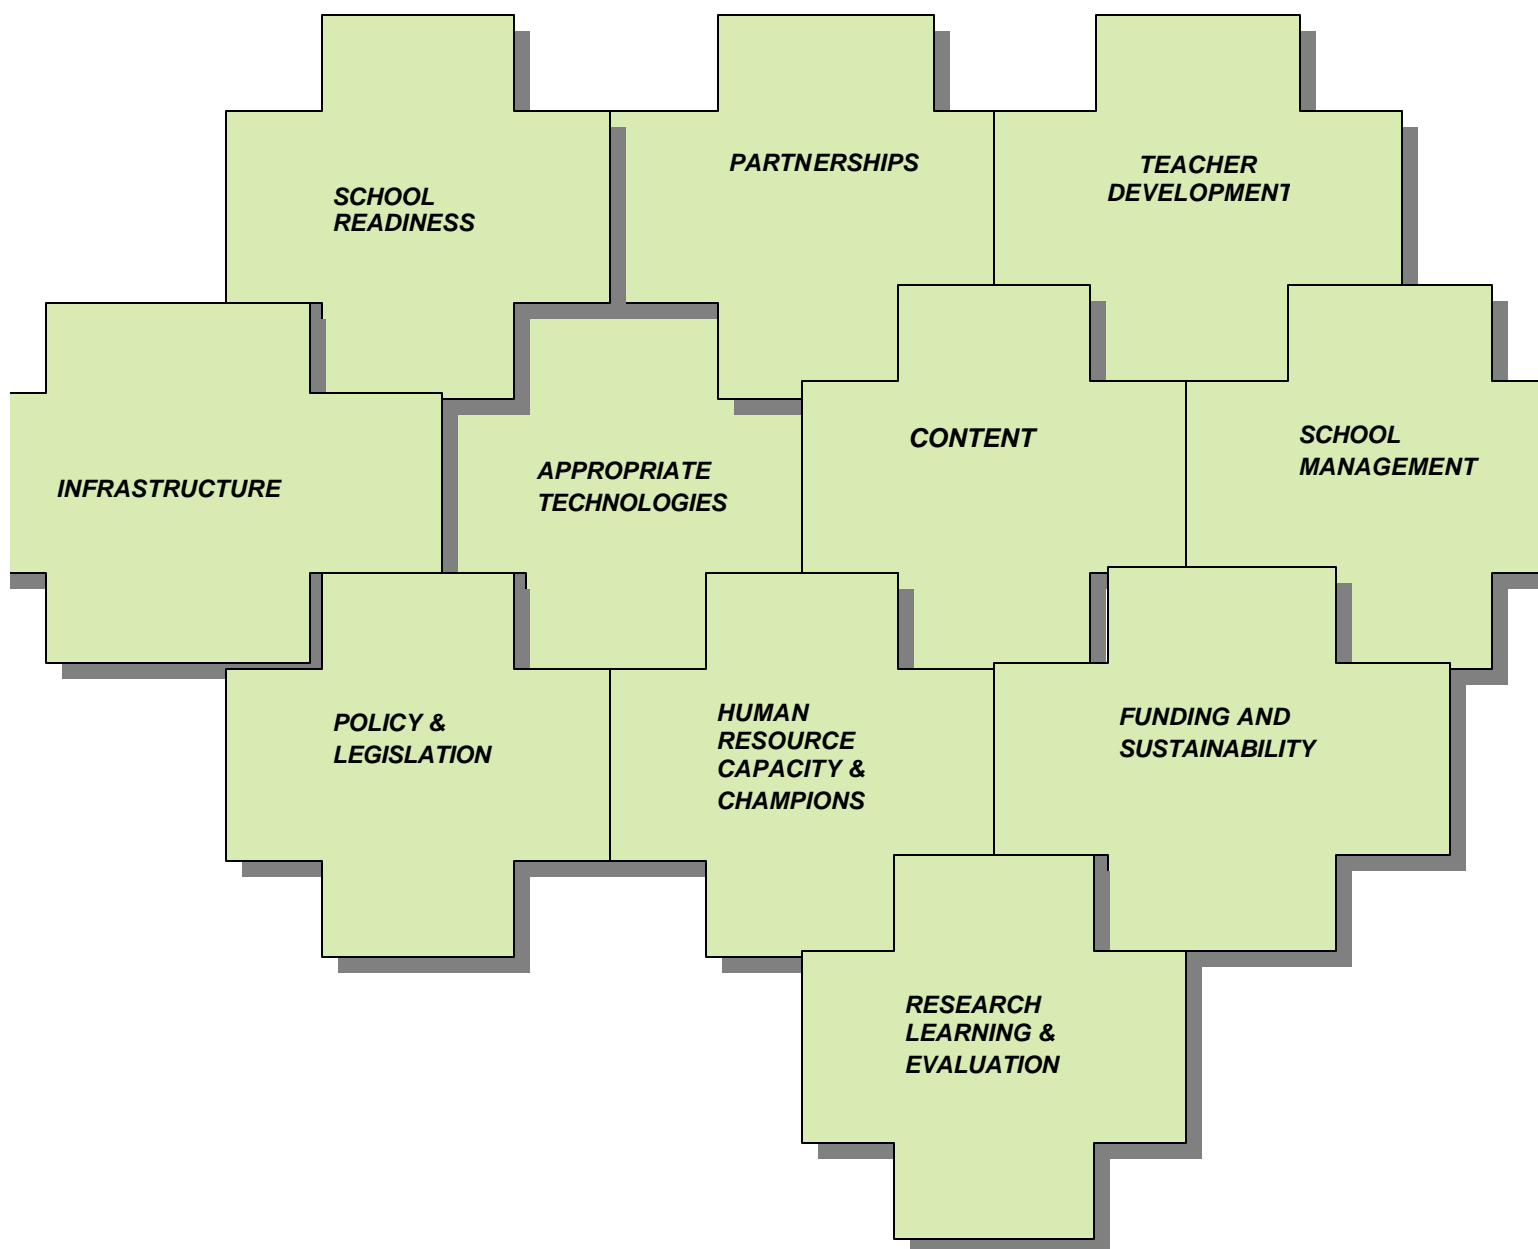 SCHOOL
READINESS
PARTNERSHIPS
TEACHER
DEVELOPMENT
INFRASTRUCTURE
APPROPRIATE
TECHNOLOGIES
CONTENT
SCHOOL
MANAGEMENT
POLICY &
LEGISLATION
HUMAN
RESOURCE
CAPACITY &
CHAMPIONS
FUNDING AND
SUSTAINABILITY
RESEARCH
LEARNING &
EVALUATION